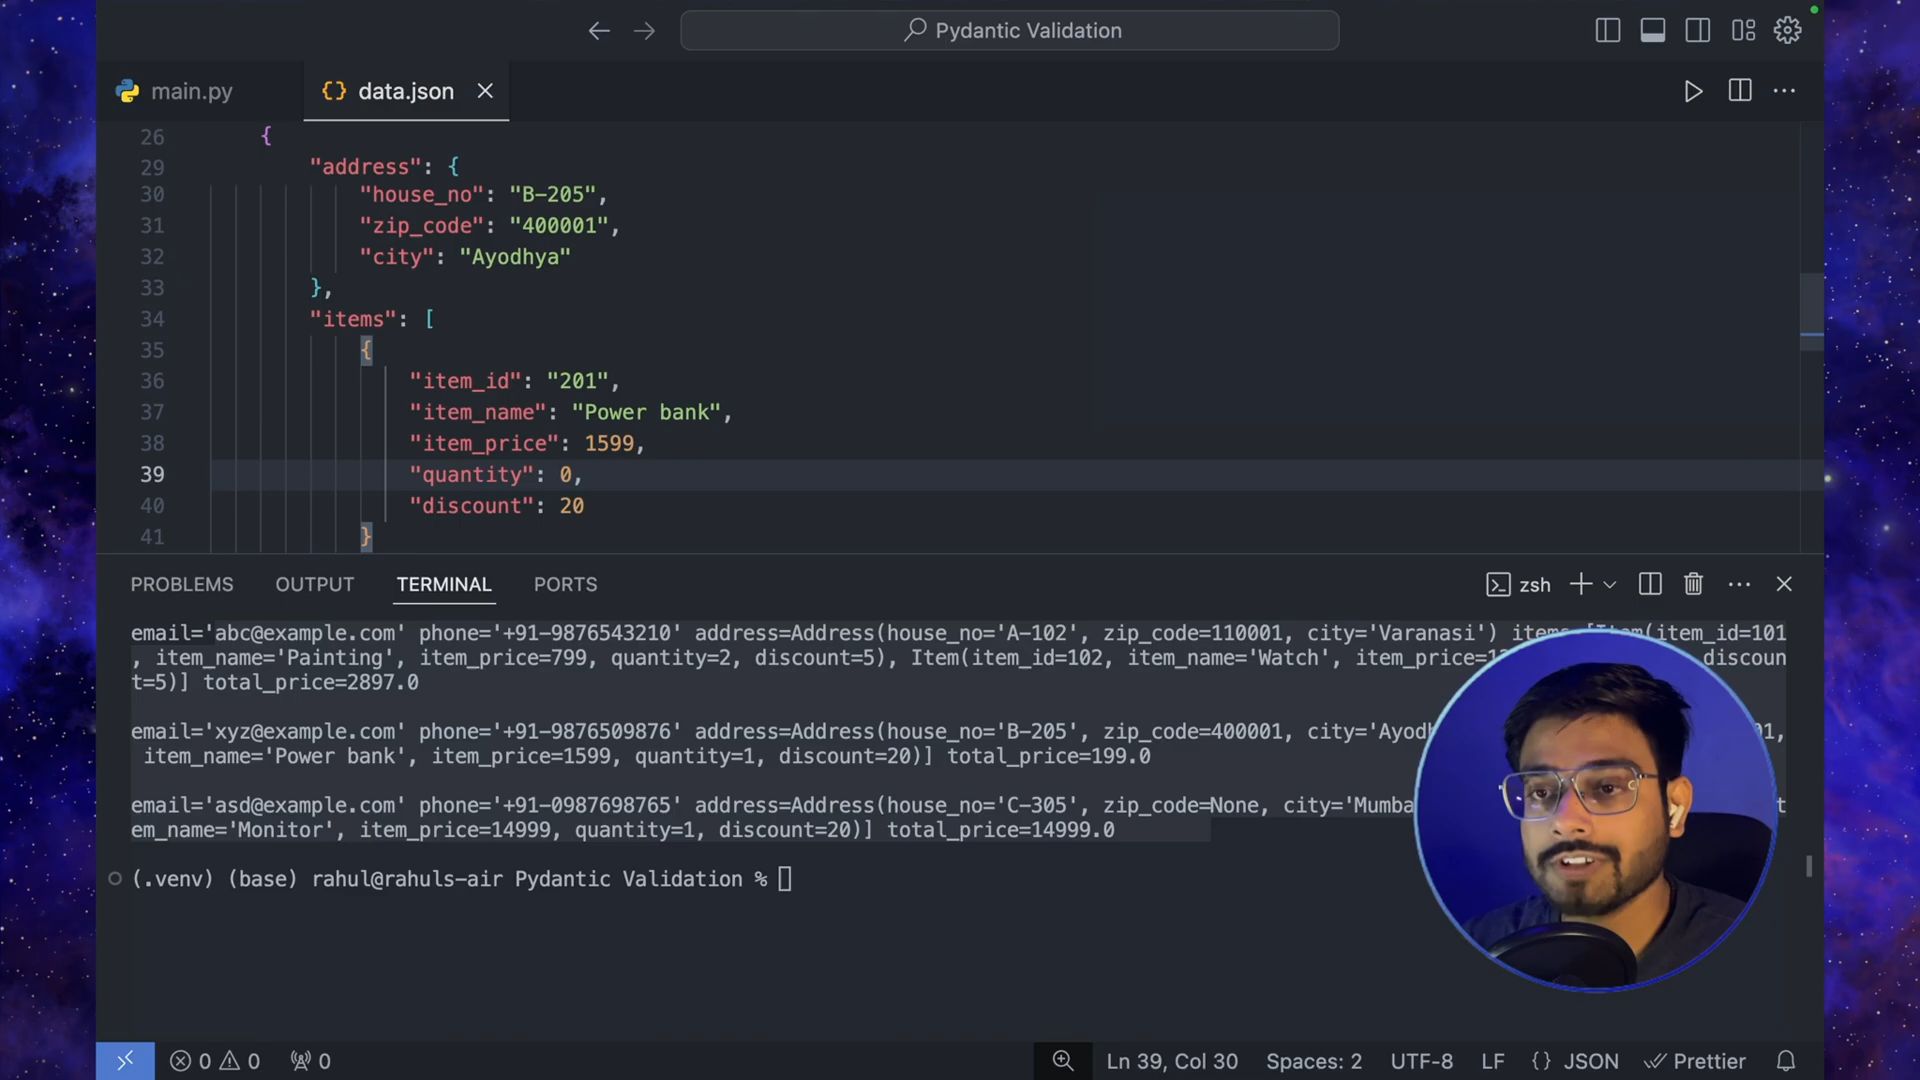 Pydantic Validation
main.py
data.json
26 {
29 "address": {
30 "house_no": "B-205",
31 "zip_code": "400001",
32 "city": "Ayodhya"
33 },
34 "items": [
35 {
36 "item_id": "201",
37 "item_name": "Power bank",
38 "item_price": 1599,
39 "quantity": 0,
40 "discount": 20
41 }
PROBLEMS OUTPUT TERMINAL PORTS
zsh
email='abc@example.com' phone='+91-9876543210' address=Address(house_no='A-102', zip_code=110001, city='Varanasi') items=[Item(item_id=101
, item_name='Painting', item_price=799, quantity=2, discount=5), Item(item_id=102, item_name='Watch', item_price= discoun
t=5)] total_price=2897.0
email='xyz@example.com' phone='+91-9876509876' address=Address(house_no='B-205', zip_code=400001, city='Ayod 01,
item_name='Power bank', item_price=1599, quantity=1, discount=20)] total_price=199.0
email='asd@example.com' phone='+91-0987698765' address=Address(house_no='C-305', zip_code=None, city='Mumba t
em_name='Monitor', item_price=14999, quantity=1, discount=20)] total_price=14999.0
(.venv) (base) rahul@rahuls-air Pydantic Validation %
0 0 0
Ln 39, Col 30 Spaces: 2 UTF-8 LF {} JSON Prettier